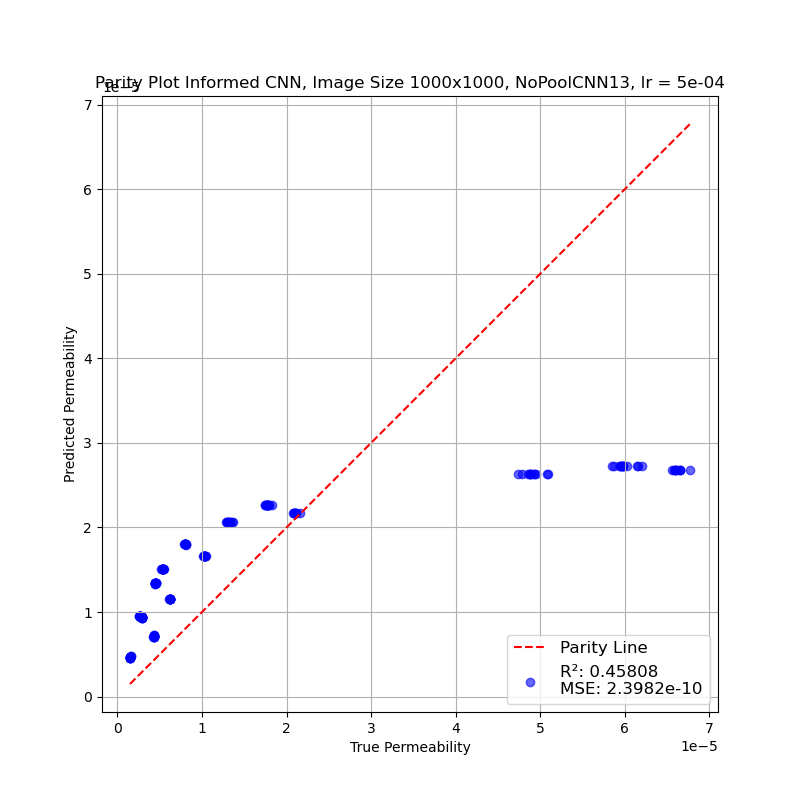 Parity Plot Informed CNN, Image Size 1000x1000, NoPoolCNN13, lr = 5e-04
1e−5
7
6
5
4
3
2
1
0
Predicted Permeability
Parity Line
R²: 0.45808
MSE: 2.3982e-10
0 1 2 3 4 5 6 7
True Permeability
1e−5